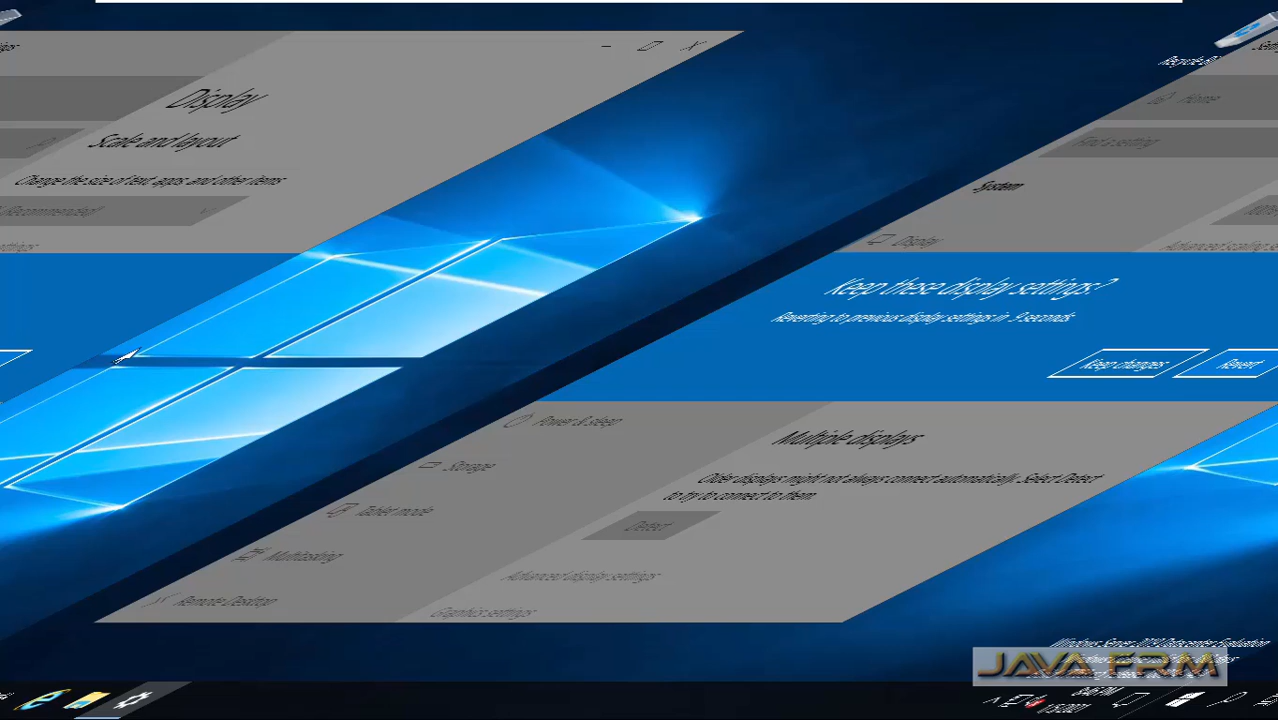 Display
Scale and layout
Change the size of text, apps, and other items
Recommended)
Home
Find a setting
System
Display
Keep these display settings?
Reverting to previous display settings in 9 seconds.
Keep changes
Revert
Power & sleep
Storage
Tablet mode
Multitasking
Remote Desktop
Multiple displays
Older displays might not always connect automatically. Select Detect
to try to connect to them.
Detect
Advanced display settings
Graphics settings
JAVA FRM